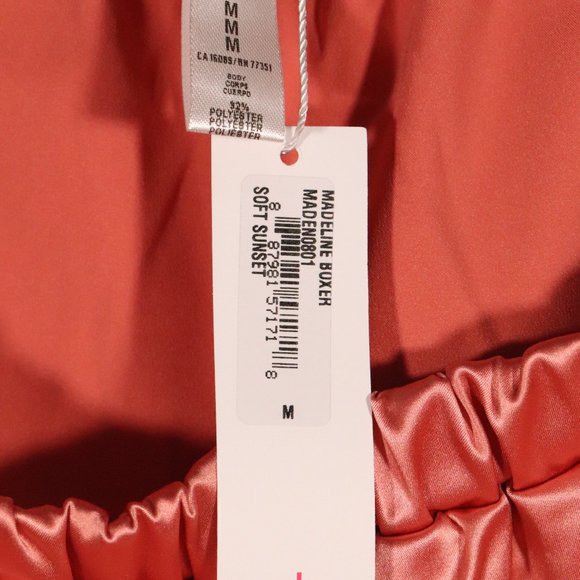 M
M
M
CA 16089/RN 77351
BODY
CORPS
CUERPO
92%
POLYESTER
POLYESTER
POLIESTER
MADELINE BOXER
MADEN0801
8 87981 57171 8
SOFT SUNSET
M